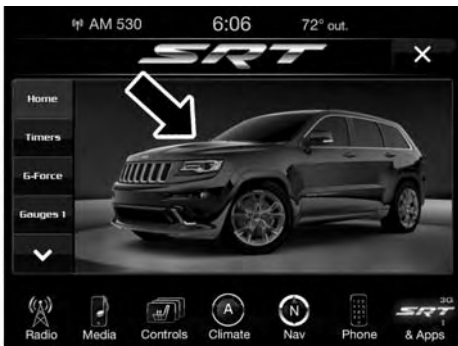 AM 530 6:06 72° out.
SRT
Home
Timers
G-Force
Gauges 1
A N 3G
SRT
1
Radio Media Controls Climate Nav Phone & Apps